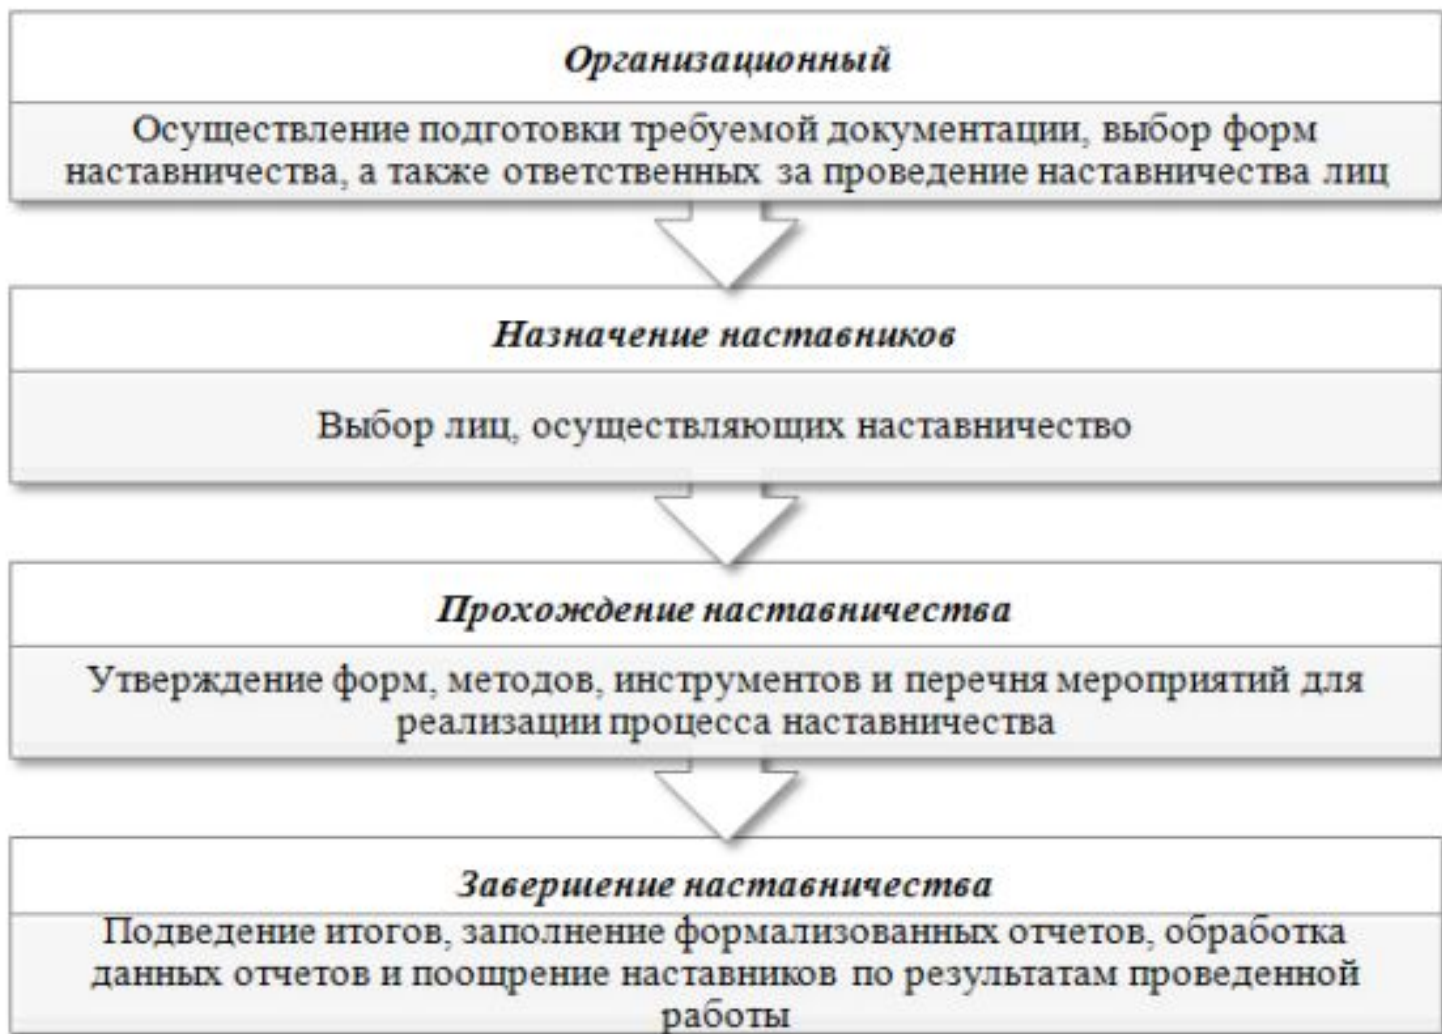 Организационный
Осуществление подготовки требуемой документации, выбор форм
наставничества, а также ответственных за проведение наставничества лиц
Назначение наставников
Выбор лиц, осуществляющих наставничество
Прохождение наставничества
Утверждение форм, методов, инструментов и перечня мероприятий для
реализации процесса наставничества
Завершение наставничества
Подведение итогов, заполнение формализованных отчетов, обработка
данных отчетов и поощрение наставников по результатам проведенной
работы